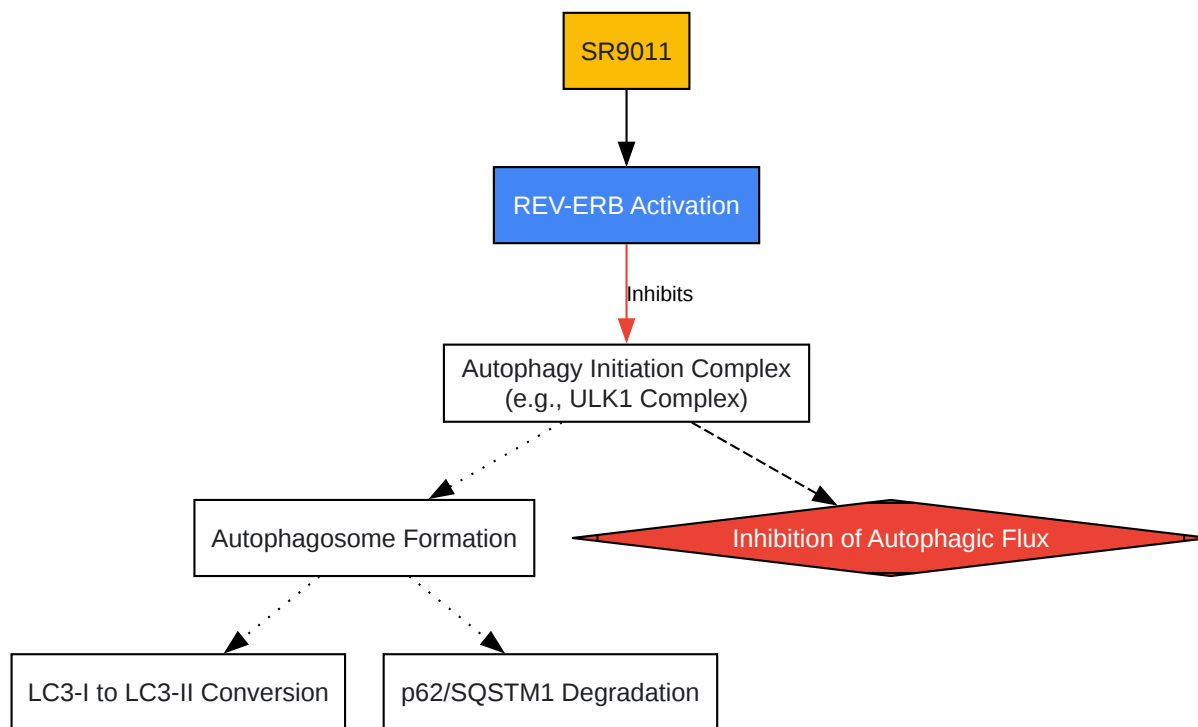 SR9011
REV-ERB Activation
Inhibits
Autophagy Initiation Complex
(e.g., ULK1 Complex)
Autophagosome Formation
Inhibition of Autophagic Flux
LC3-I to LC3-II Conversion
p62/SQSTM1 Degradation